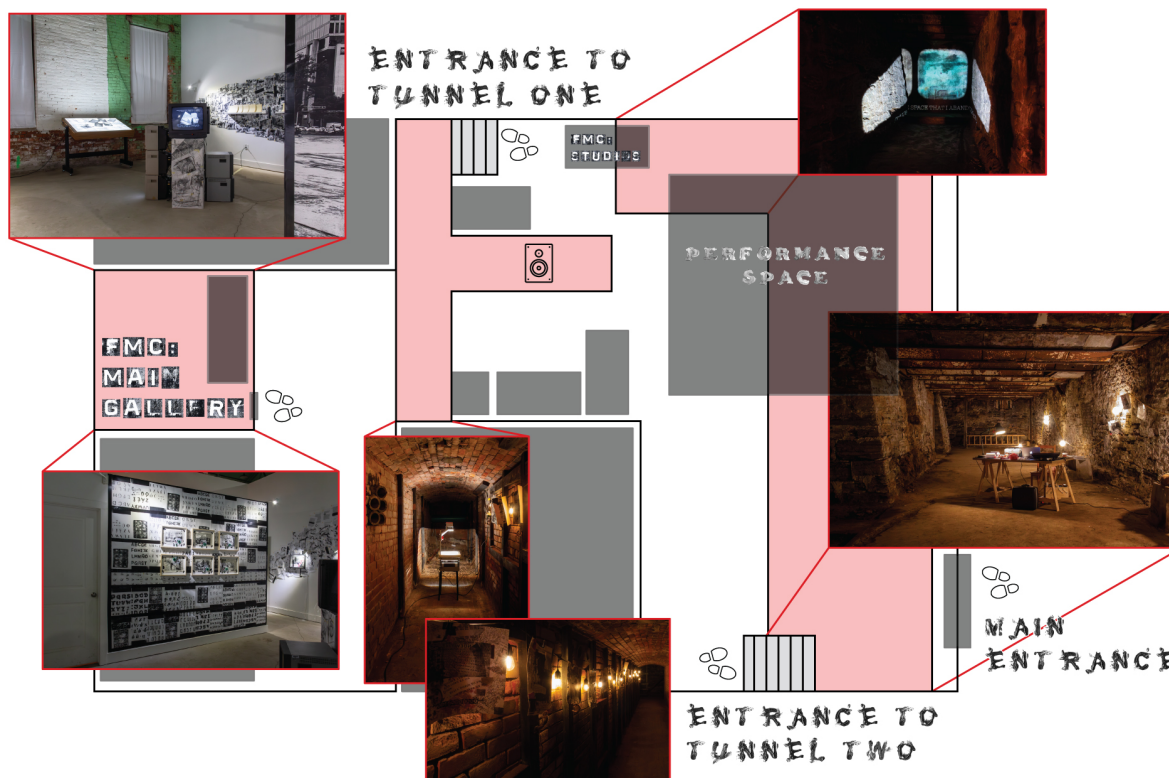 ENTRANCE TO
TUNNEL ONE
FMC:
STUDIOS
PERFORMANCE
SPACE
FMC:
MAIN
GALLERY
MAIN
ENTRANCE
ENTRANCE TO
TUNNEL TWO